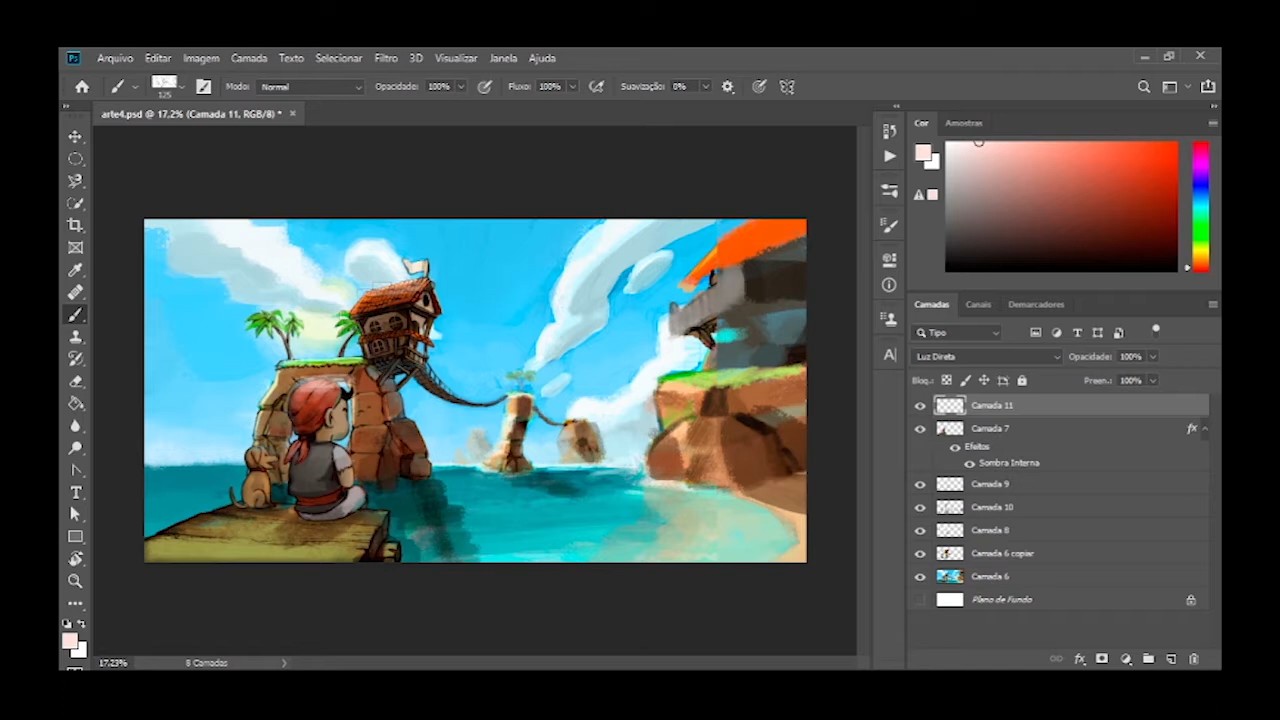 Ps Arquivo Editar Imagem Camada Texto Selecionar Filtro 3D Visualizar Janela Ajuda
125 Modo: Normal Opacidade: 100% Fluxo: 100% Suavização: 0%
arte4.psd @ 17,2% (Camada 11, RGB/8) * ×
Cor Amostras
Camadas Canais Demarcadores
Tipo
Luz Direta Opacidade: 100%
Bloq.: Preen.: 100%
Camada 11
Camada 7 fx
Efeitos
Sombra Interna
Camada 9
Camada 10
Camada 8
Camada 6 copiar
Camada 6
Plano de Fundo
17,23% 8 Camadas